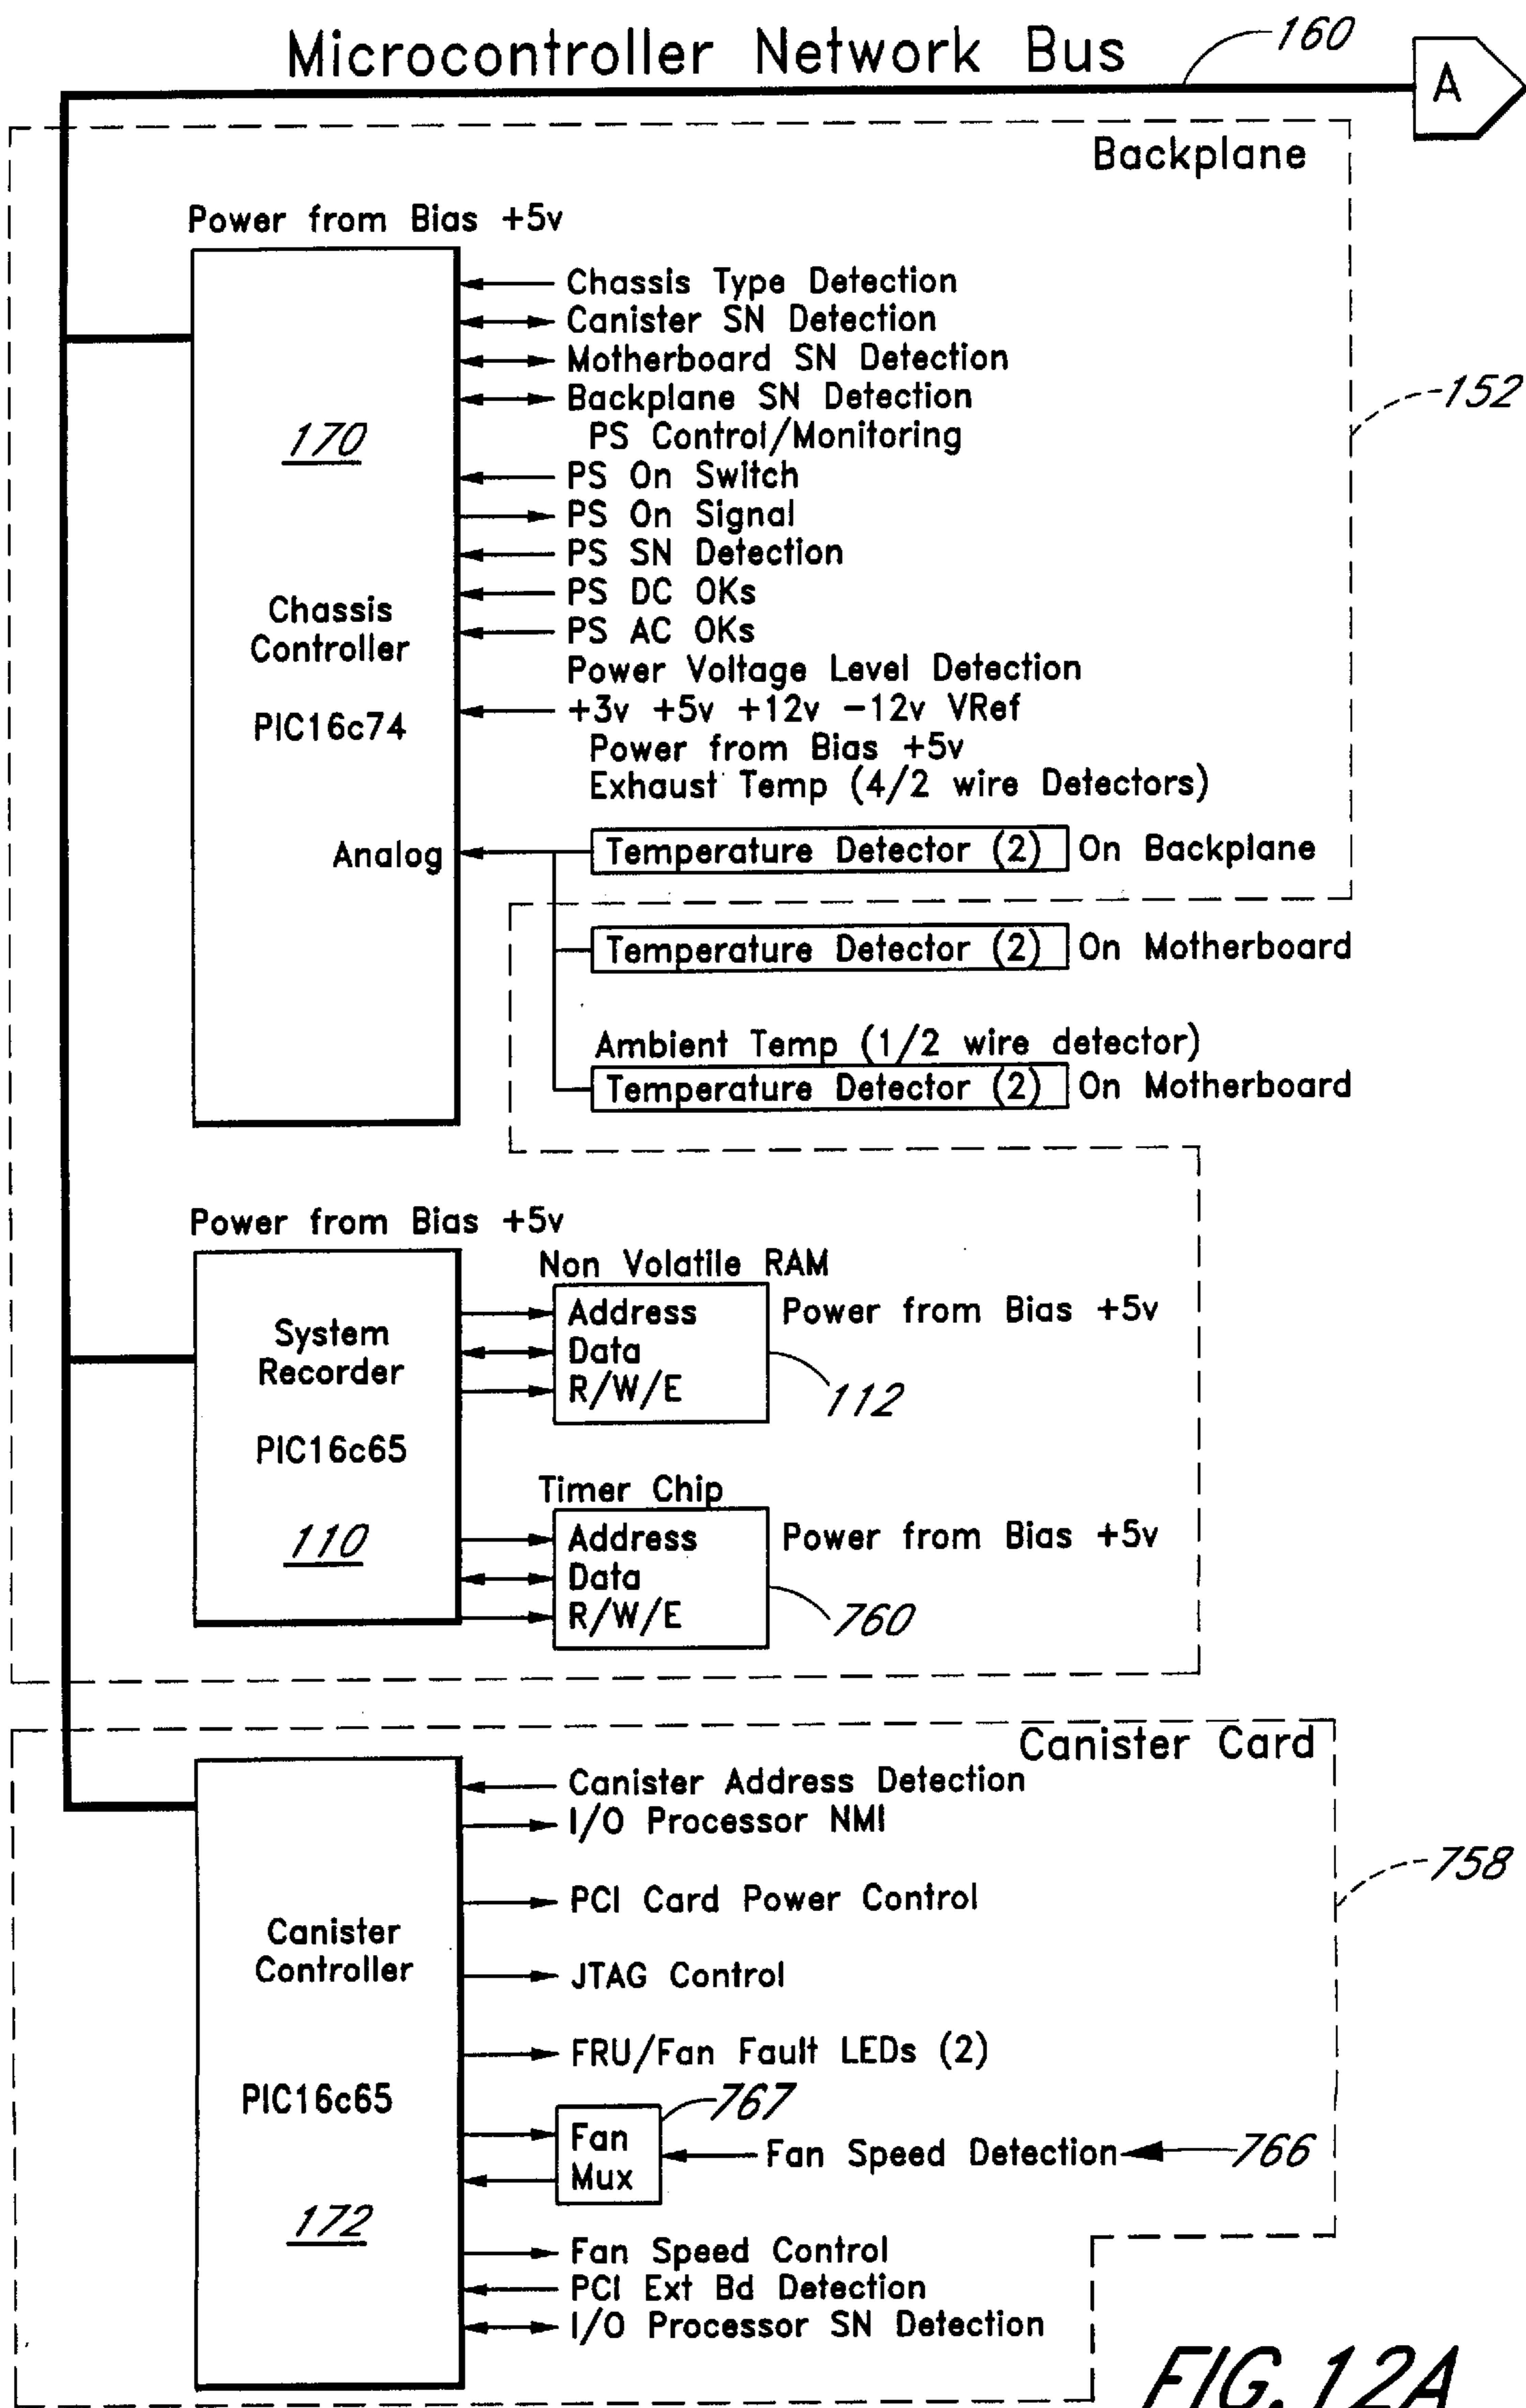 Microcontroller Network Bus
160
A
Backplane
Power from Bias +5v
Chassis Type Detection
Canister SN Detection
Motherboard SN Detection
Backplane SN Detection
152
170
PS Control/Monitoring
PS On Switch
PS On Signal
PS SN Detection
PS DC OKs
Chassis
Controller
PS AC OKs
Power Voltage Level Detection
PIC16c74
+3v +5v +12v -12v VRef
Power from Bias +5v
Exhaust Temp (4/2 wire Detectors)
Analog
Temperature Detector (2) On Backplane
Temperature Detector (2) On Motherboard
Ambient Temp (1/2 wire detector)
Temperature Detector (2) On Motherboard
Power from Bias +5v
Non Volatile RAM
System
Recorder
Address
Data
R/W/E
Power from Bias +5v
112
PIC16c65
110
Timer Chip
Address
Data
R/W/E
Power from Bias +5v
760
Canister Card
Canister Address Detection
I/O Processor NMI
758
PCI Card Power Control
Canister
Controller
JTAG Control
FRU/Fan Fault LEDs (2)
PIC16c65
767
Fan
Mux
Fan Speed Detection
766
172
Fan Speed Control
PCI Ext Bd Detection
I/O Processor SN Detection
FIG. 12A